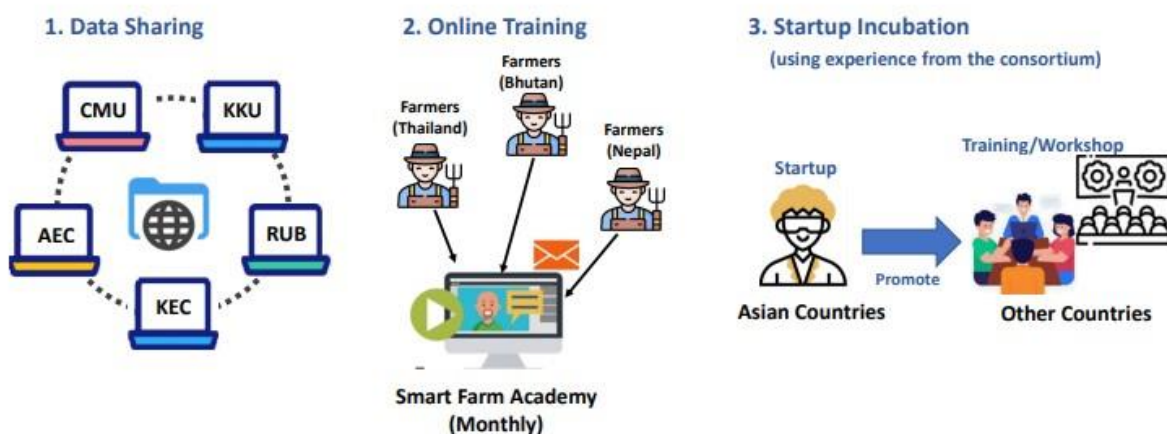 1. Data Sharing
CMU
KKU
AEC
RUB
KEC
2. Online Training
Farmers
(Bhutan)
Farmers
(Thailand)
Farmers
(Nepal)
Smart Farm Academy
(Monthly)
3. Startup Incubation
(using experience from the consortium)
Startup
Training/Workshop
Promote
Asian Countries
Other Countries